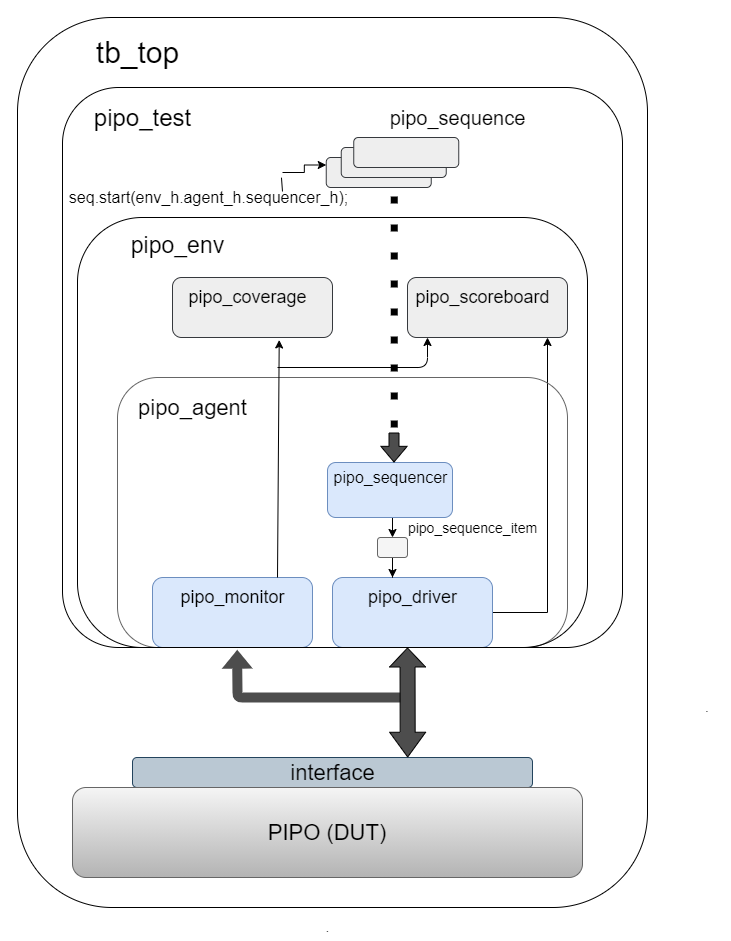 tb_top
pipo_test
pipo_sequence
seq.start(env_h.agent_h.sequencer_h);
pipo_env
pipo_coverage
pipo_scoreboard
pipo_agent
pipo_sequencer
pipo_sequence_item
pipo_monitor
pipo_driver
interface
PIPO (DUT)